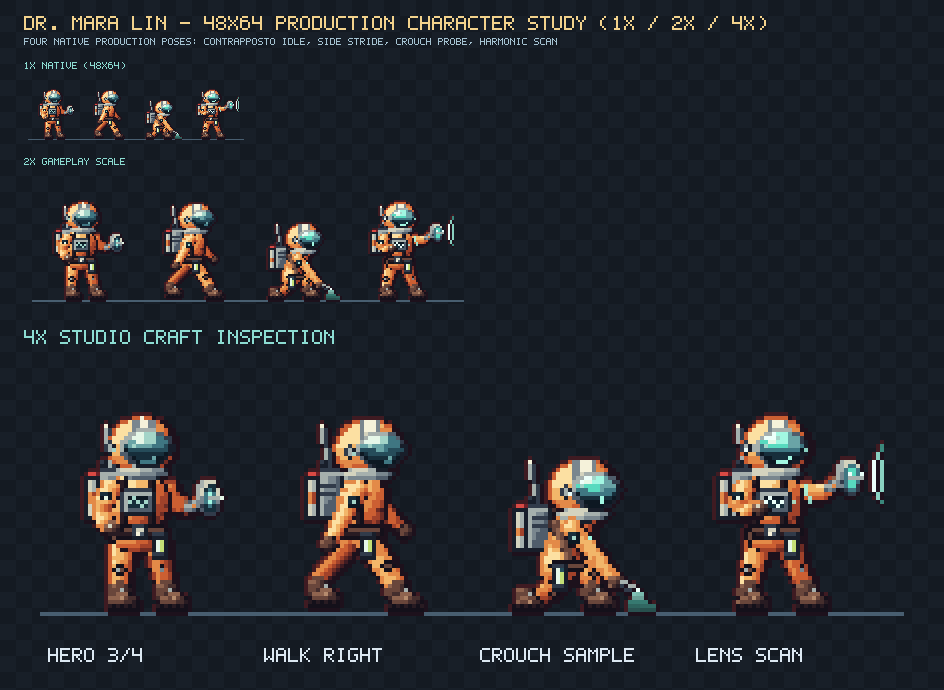 DR. MARA LIN - 48X64 PRODUCTION CHARACTER STUDY (1X / 2X / 4X)
FOUR NATIVE PRODUCTION POSES: CONTRAPPOSTO IDLE, SIDE STRIDE, CROUCH PROBE, HARMONIC SCAN
1X NATIVE (48X64)
2X GAMEPLAY SCALE
4X STUDIO CRAFT INSPECTION
HERO 3/4 WALK RIGHT CROUCH SAMPLE LENS SCAN